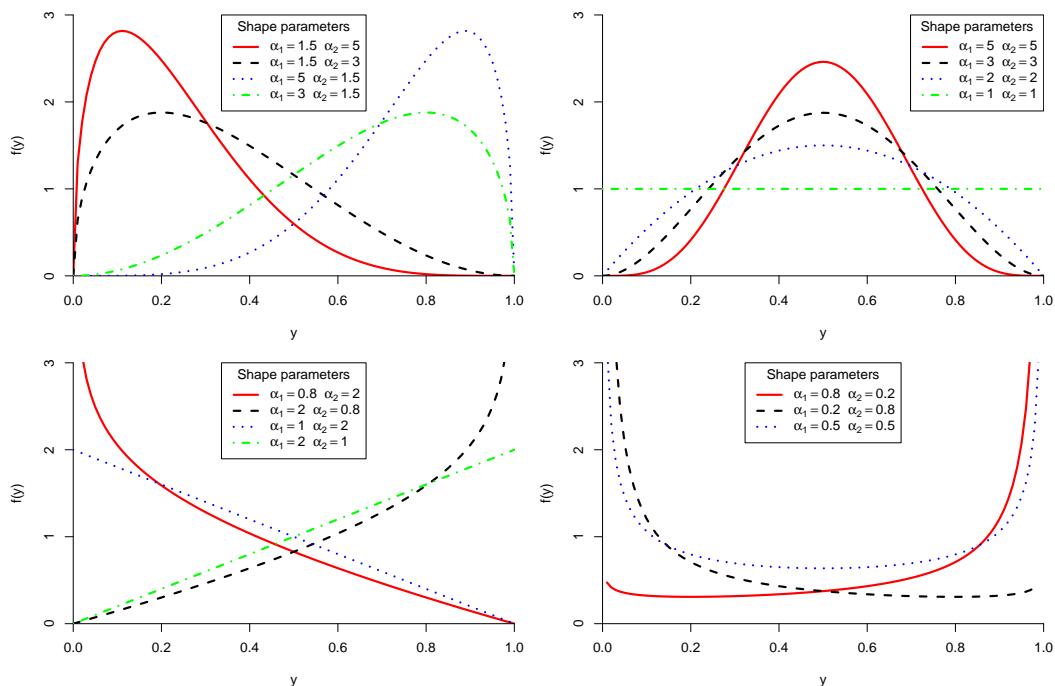 Shape parameters
α₁ = 1.5 α₂ = 5
α₁ = 1.5 α₂ = 3
α₁ = 5 α₂ = 1.5
α₁ = 3 α₂ = 1.5
3
2
1
0
f(y)
0.0 0.2 0.4 0.6 0.8 1.0
y
Shape parameters
α₁ = 5 α₂ = 5
α₁ = 3 α₂ = 3
α₁ = 2 α₂ = 2
α₁ = 1 α₂ = 1
3
2
1
0
f(y)
0.0 0.2 0.4 0.6 0.8 1.0
y
Shape parameters
α₁ = 0.8 α₂ = 2
α₁ = 2 α₂ = 0.8
α₁ = 1 α₂ = 2
α₁ = 2 α₂ = 1
3
2
1
0
f(y)
0.0 0.2 0.4 0.6 0.8 1.0
y
Shape parameters
α₁ = 0.8 α₂ = 0.2
α₁ = 0.2 α₂ = 0.8
α₁ = 0.5 α₂ = 0.5
3
2
1
0
f(y)
0.0 0.2 0.4 0.6 0.8 1.0
y